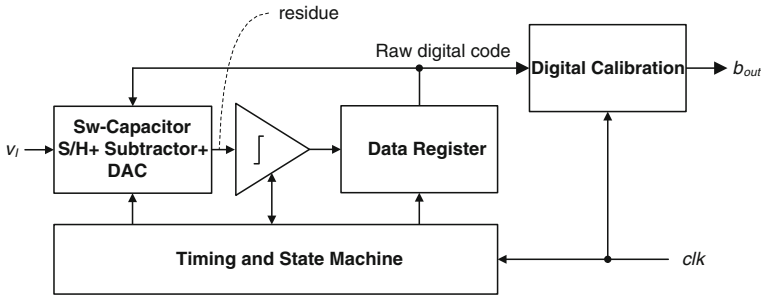 residue
Raw digital code
Digital Calibration
b_out
Sw-Capacitor
S/H+ Subtractor+
DAC
v_I
Data Register
Timing and State Machine
clk